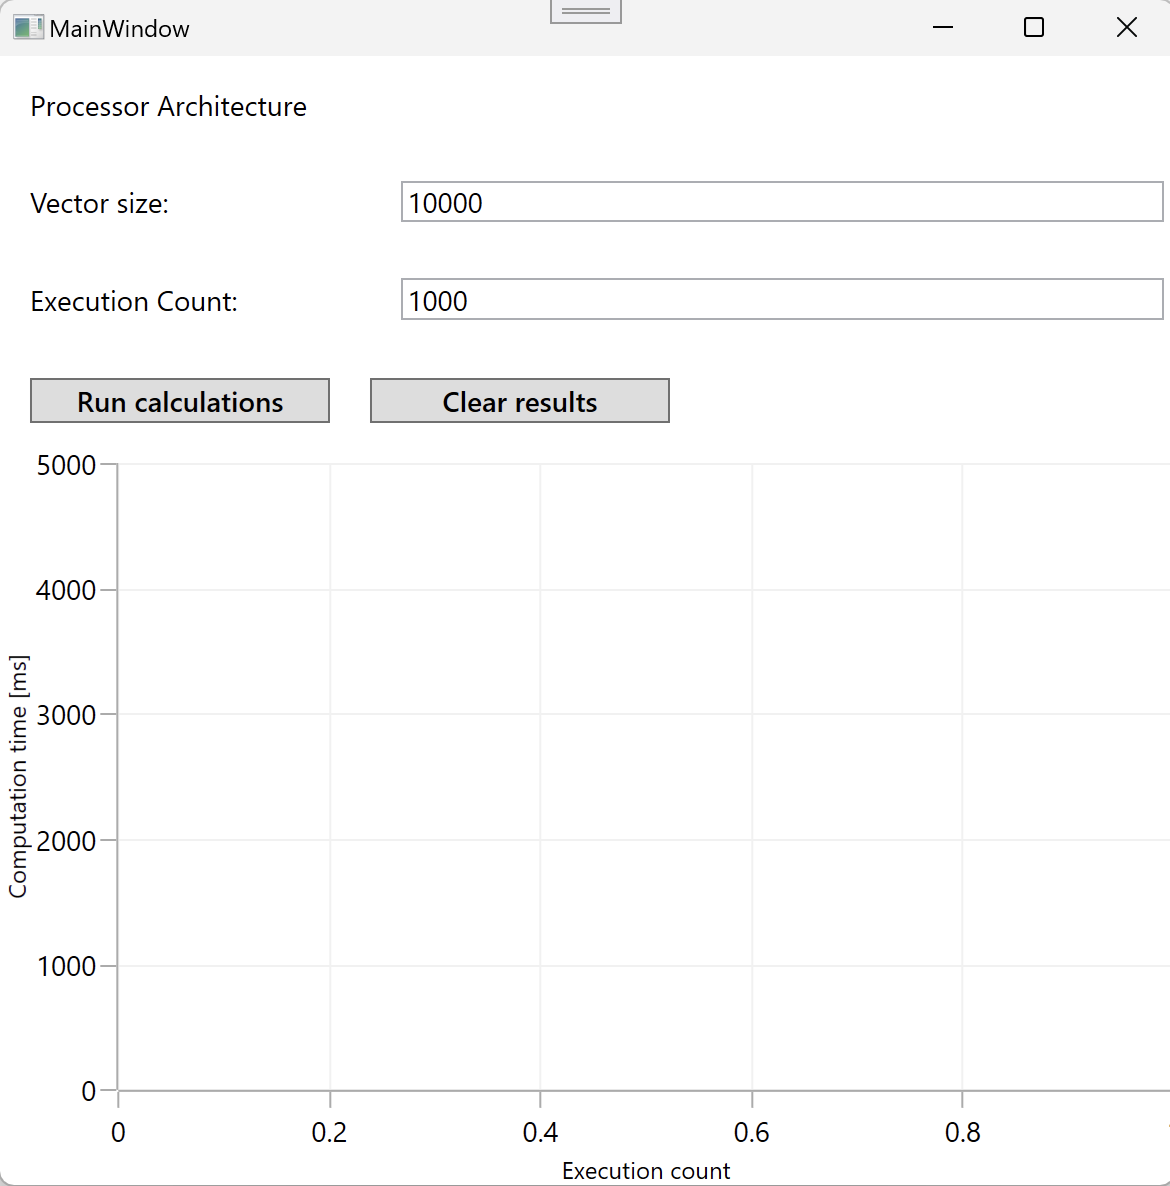 MainWindow
Processor Architecture
Vector size:
10000
Execution Count:
1000
Run calculations
Clear results
5000
4000
3000
2000
1000
0
Computation time [ms]
0 0.2 0.4 0.6 0.8
Execution count